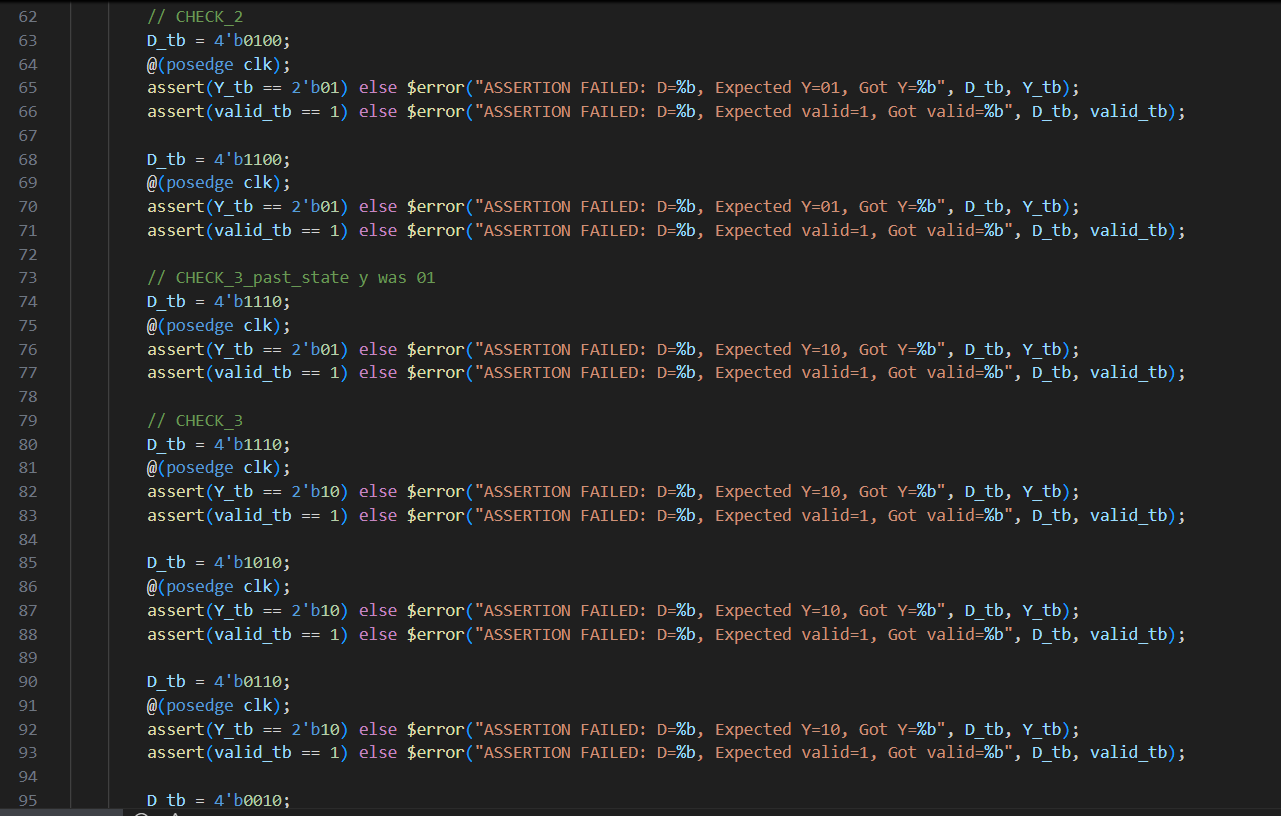 62 // CHECK_2
63 D_tb = 4'b0100;
64 @(posedge clk);
65 assert(Y_tb == 2'b01) else $error("ASSERTION FAILED: D=%b, Expected Y=01, Got Y=%b", D_tb, Y_tb);
66 assert(valid_tb == 1) else $error("ASSERTION FAILED: D=%b, Expected valid=1, Got valid=%b", D_tb, valid_tb);
67
68 D_tb = 4'b1100;
69 @(posedge clk);
70 assert(Y_tb == 2'b01) else $error("ASSERTION FAILED: D=%b, Expected Y=01, Got Y=%b", D_tb, Y_tb);
71 assert(valid_tb == 1) else $error("ASSERTION FAILED: D=%b, Expected valid=1, Got valid=%b", D_tb, valid_tb);
72
73 // CHECK_3_past_state y was 01
74 D_tb = 4'b1110;
75 @(posedge clk);
76 assert(Y_tb == 2'b01) else $error("ASSERTION FAILED: D=%b, Expected Y=10, Got Y=%b", D_tb, Y_tb);
77 assert(valid_tb == 1) else $error("ASSERTION FAILED: D=%b, Expected valid=1, Got valid=%b", D_tb, valid_tb);
78
79 // CHECK_3
80 D_tb = 4'b1110;
81 @(posedge clk);
82 assert(Y_tb == 2'b10) else $error("ASSERTION FAILED: D=%b, Expected Y=10, Got Y=%b", D_tb, Y_tb);
83 assert(valid_tb == 1) else $error("ASSERTION FAILED: D=%b, Expected valid=1, Got valid=%b", D_tb, valid_tb);
84
85 D_tb = 4'b1010;
86 @(posedge clk);
87 assert(Y_tb == 2'b10) else $error("ASSERTION FAILED: D=%b, Expected Y=10, Got Y=%b", D_tb, Y_tb);
88 assert(valid_tb == 1) else $error("ASSERTION FAILED: D=%b, Expected valid=1, Got valid=%b", D_tb, valid_tb);
89
90 D_tb = 4'b0110;
91 @(posedge clk);
92 assert(Y_tb == 2'b10) else $error("ASSERTION FAILED: D=%b, Expected Y=10, Got Y=%b", D_tb, Y_tb);
93 assert(valid_tb == 1) else $error("ASSERTION FAILED: D=%b, Expected valid=1, Got valid=%b", D_tb, valid_tb);
94
95 D_tb = 4'b0010;